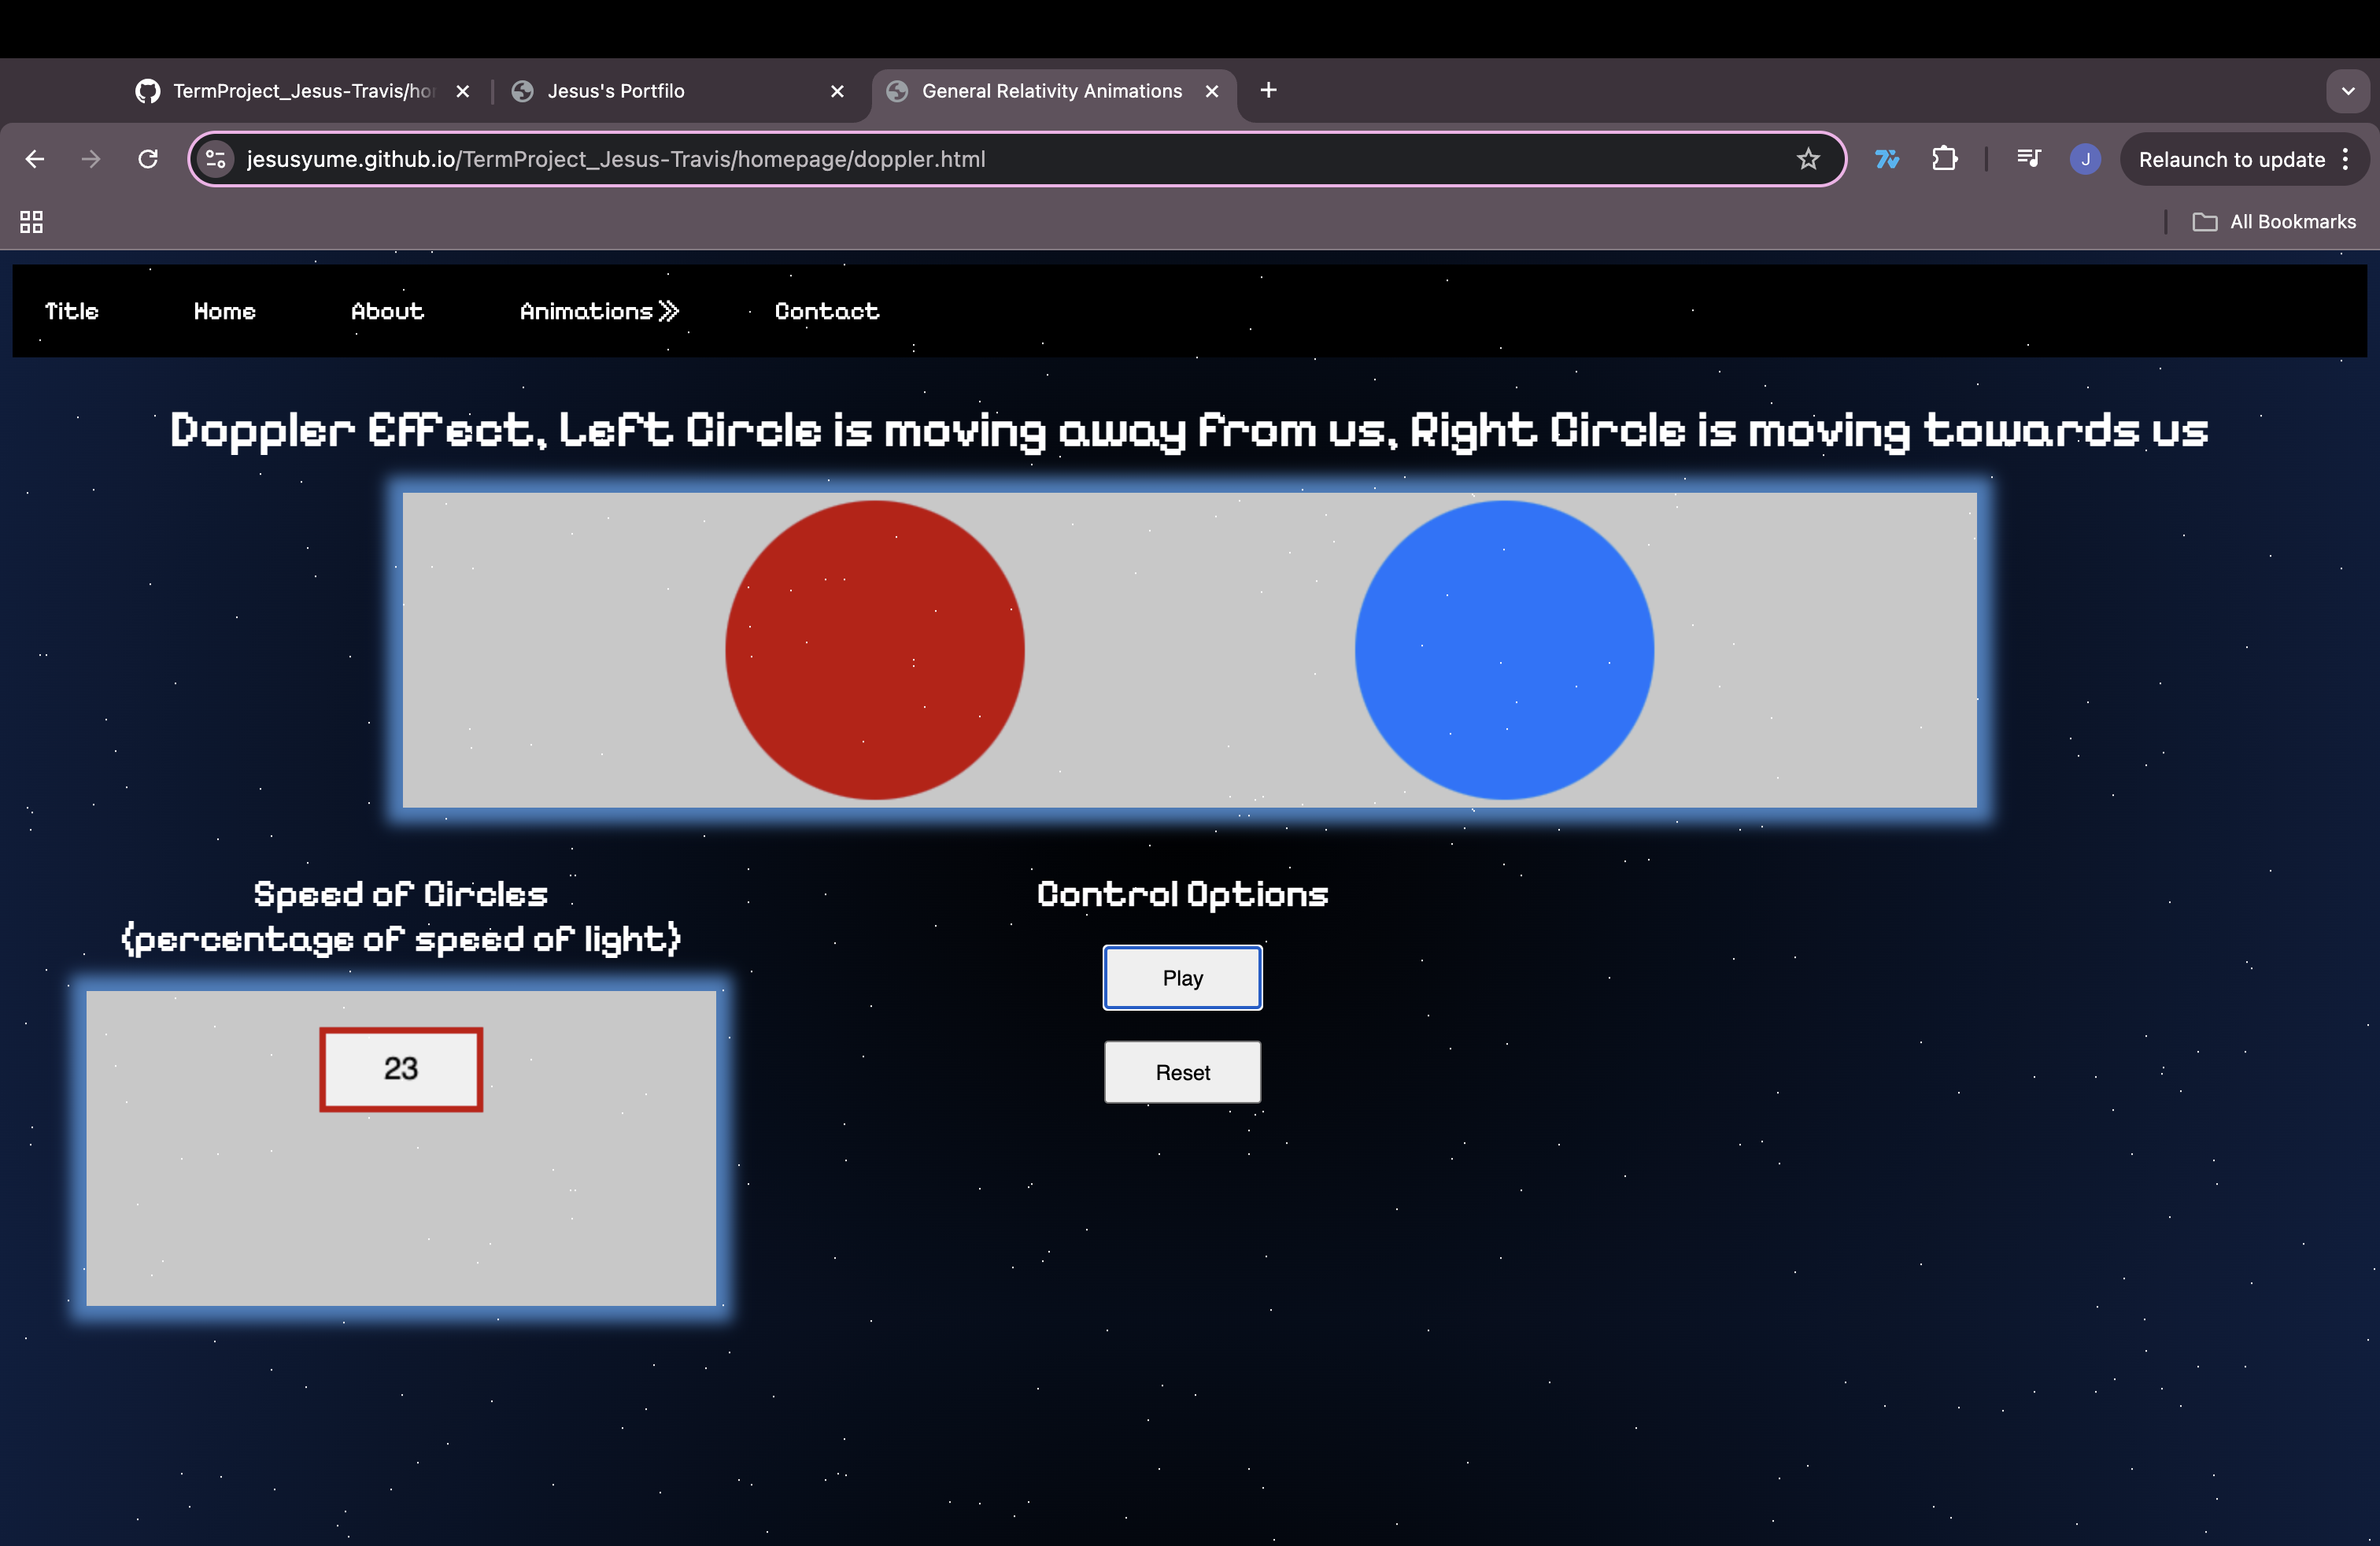 TermProject_Jesus-Travis/ho
Jesus's Portfilo
General Relativity Animations
jesusyume.github.io/TermProject_Jesus-Travis/homepage/doppler.html
J
Relaunch to update
All Bookmarks
Title
Home
About
Animations
Contact
Doppler Effect, Left Circle is moving away from us, Right Circle is moving towards us
Speed of Circles
(percentage of speed of light)
Control Options
Play
23
Reset